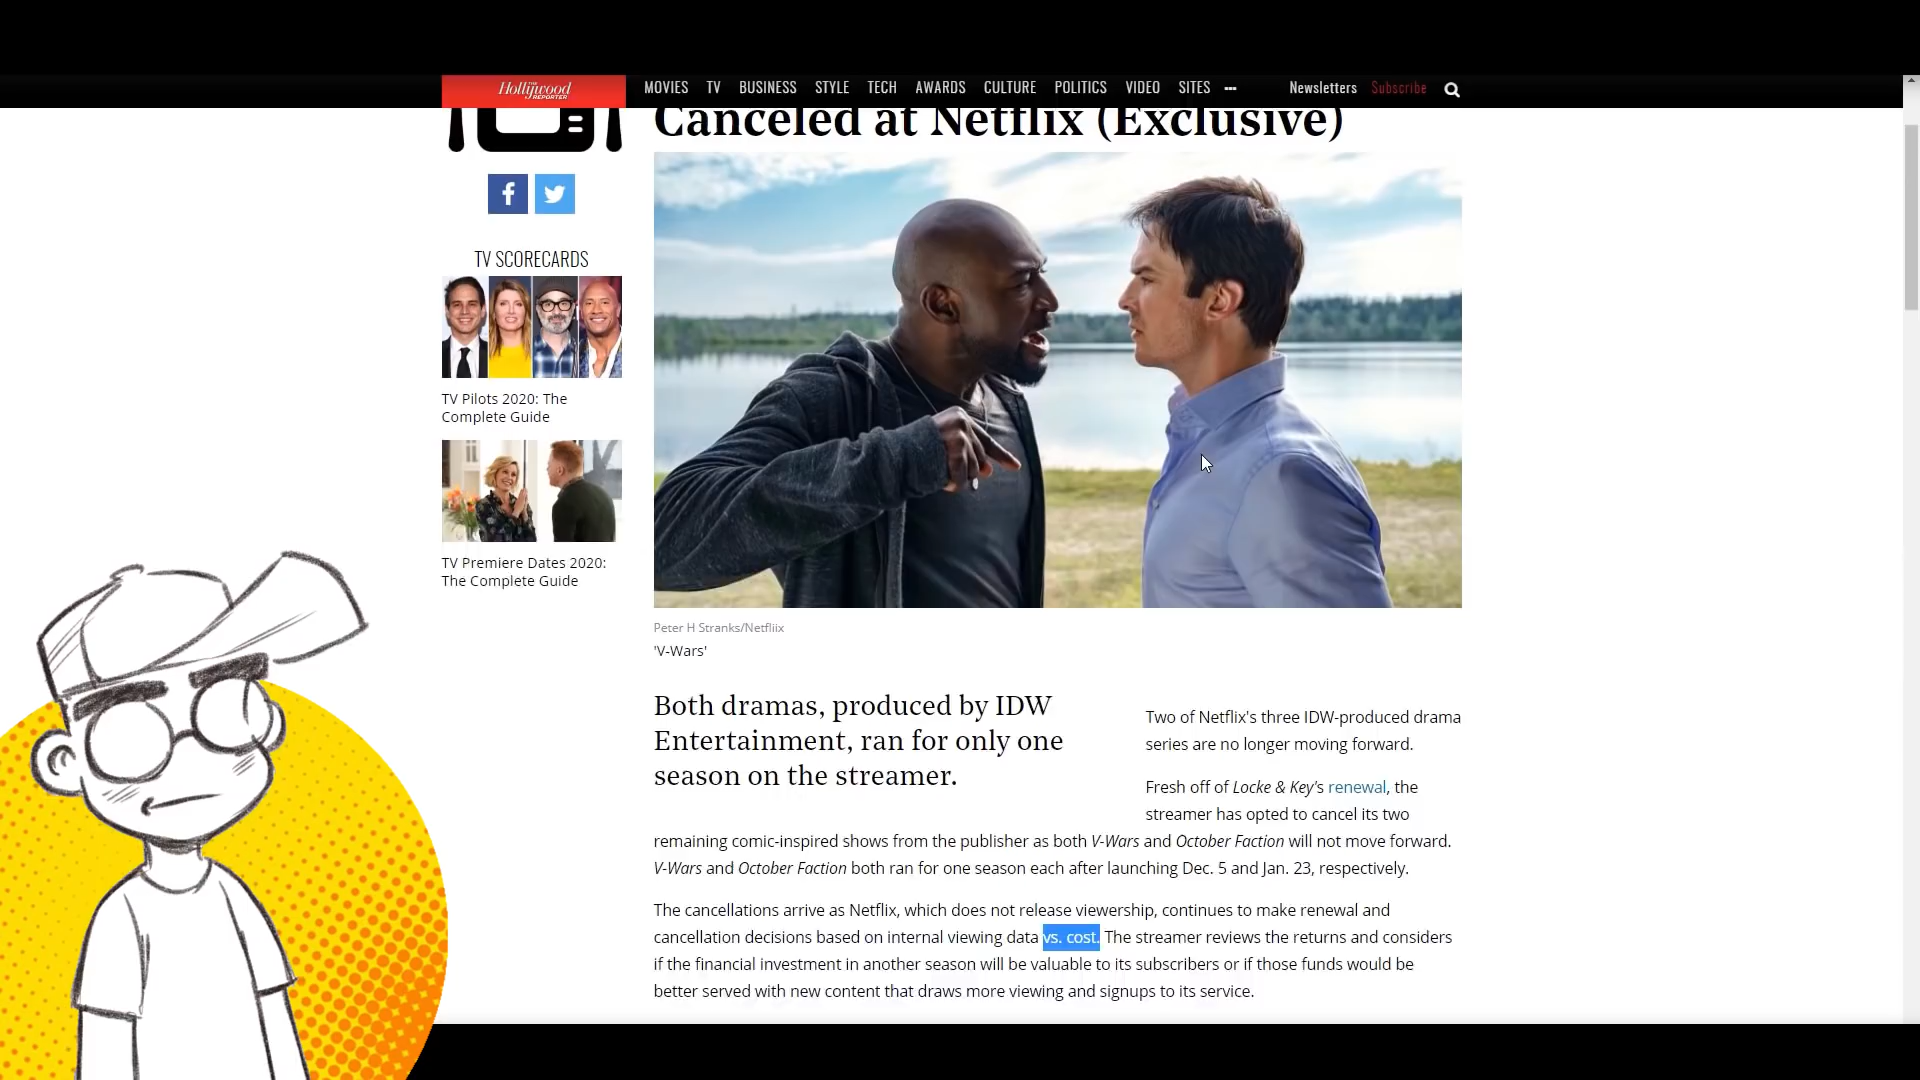 The Hollywood REPORTER
MOVIES TV BUSINESS STYLE TECH AWARDS CULTURE POLITICS VIDEO SITES ••• Newsletters Subscribe
Canceled at Netflix (Exclusive)
TV SCORECARDS
TV Pilots 2020: The
Complete Guide
TV Premiere Dates 2020:
The Complete Guide
Peter H Stranks/Netfliix
'V-Wars'
Both dramas, produced by IDW
Entertainment, ran for only one
season on the streamer.
Two of Netflix's three IDW-produced drama
series are no longer moving forward.
Fresh off of Locke & Key's renewal, the
streamer has opted to cancel its two
remaining comic-inspired shows from the publisher as both V-Wars and October Faction will not move forward.
V-Wars and October Faction both ran for one season each after launching Dec. 5 and Jan. 23, respectively.
The cancellations arrive as Netflix, which does not release viewership, continues to make renewal and
cancellation decisions based on internal viewing data vs. cost. The streamer reviews the returns and considers
if the financial investment in another season will be valuable to its subscribers or if those funds would be
better served with new content that draws more viewing and signups to its service.